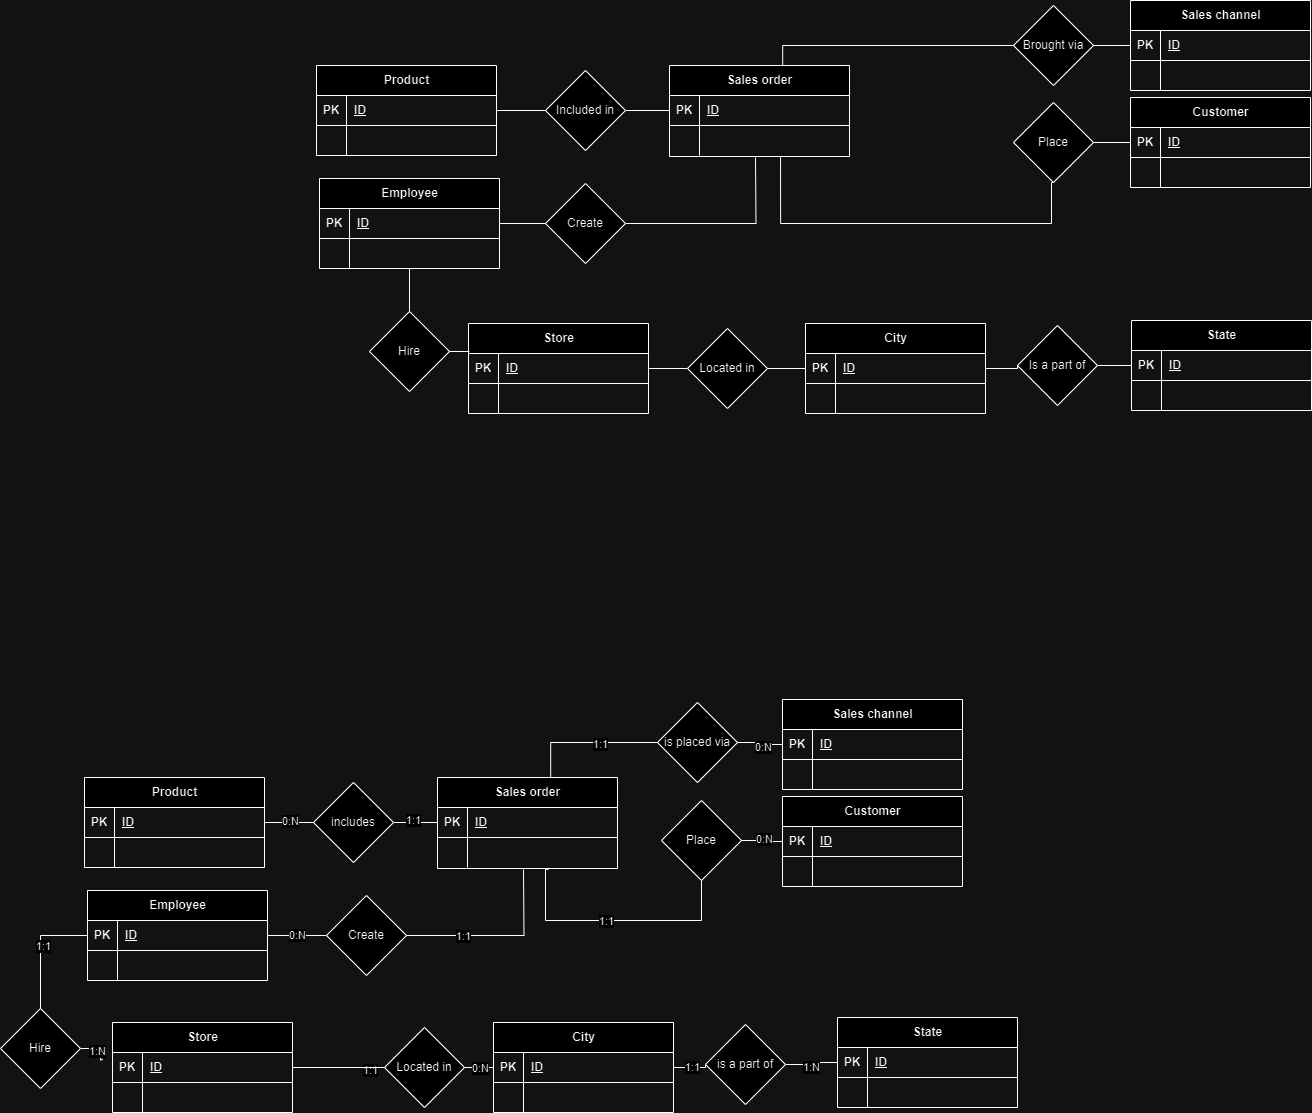 Sales channel
Brought via
PK ID
Product
Sales order
PK ID
Included in
PK ID
Customer
Place
PK ID
Employee
PK ID
Create
Hire
Store
PK ID
Located in
City
PK ID
Is a part of
State
PK ID
Sales channel
1:1
is placed via
0:N
PK ID
Product
Sales order
PK ID
0:N
includes
1:1
PK ID
Customer
Place
0:N
PK ID
Employee
PK ID
0:N
Create
1:1
1:1
1:1
Hire
1:N
Store
PK ID
1:1
Located in
0:N
City
PK ID
1:1
is a part of
1:N
State
PK ID